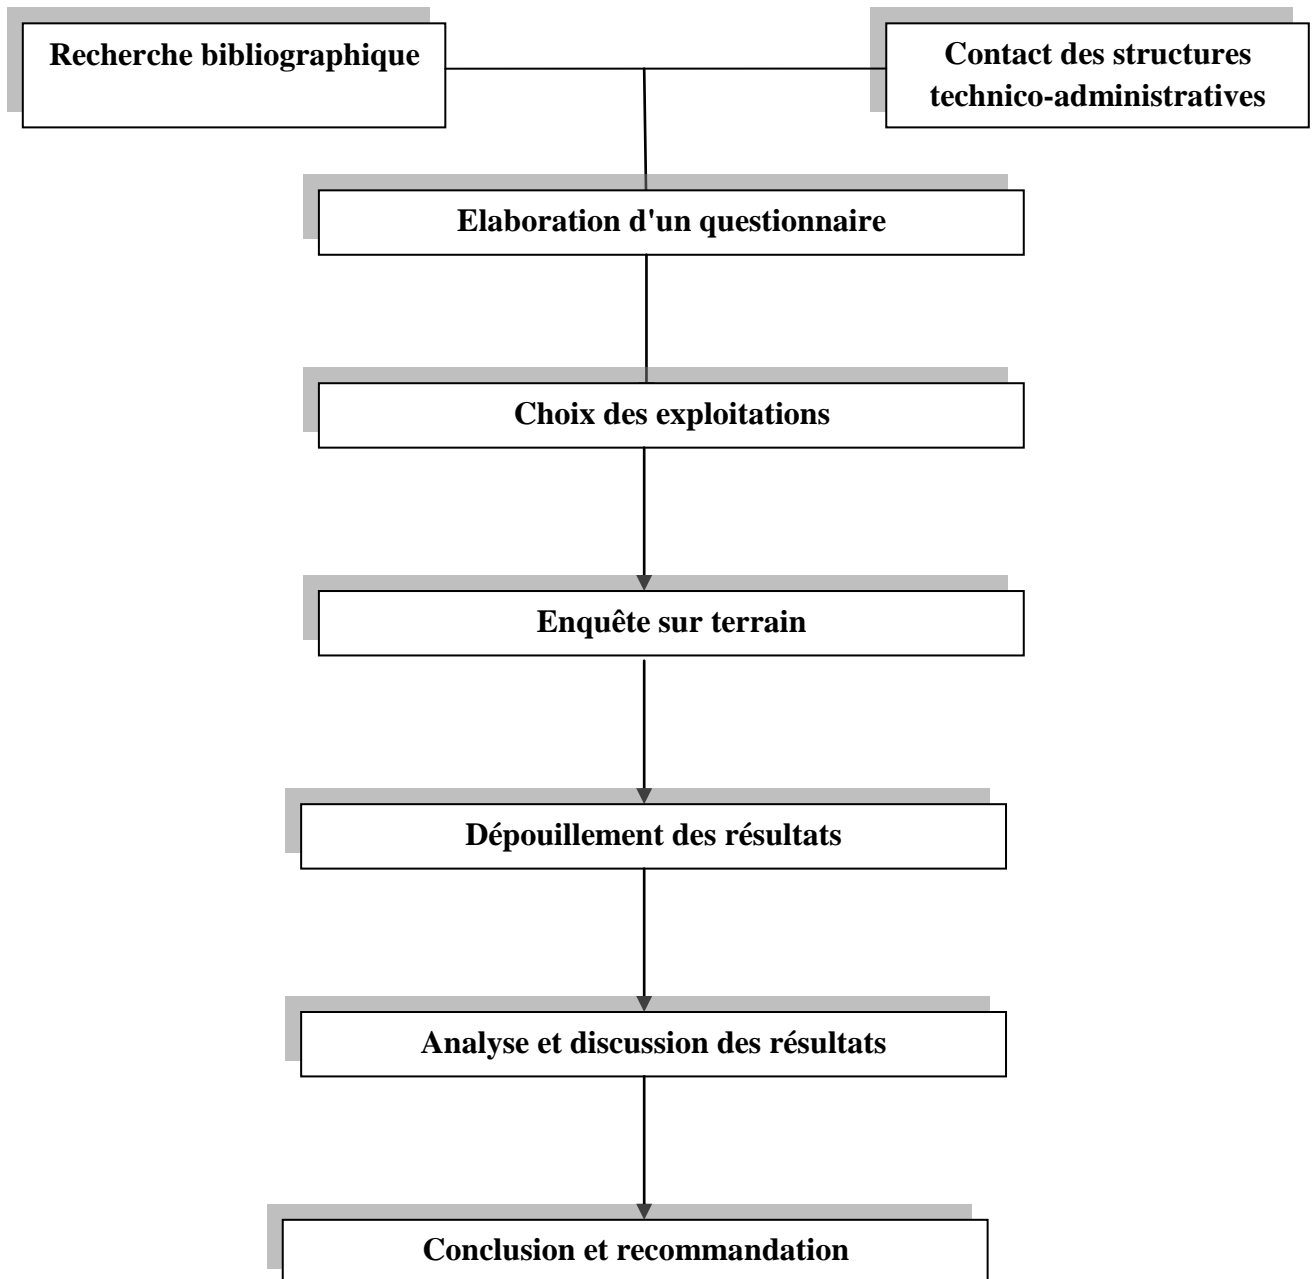 Recherche bibliographique
Contact des structures
technico-administratives
Elaboration d'un questionnaire
Choix des exploitations
Enquête sur terrain
Dépouillement des résultats
Analyse et discussion des résultats
Conclusion et recommandation